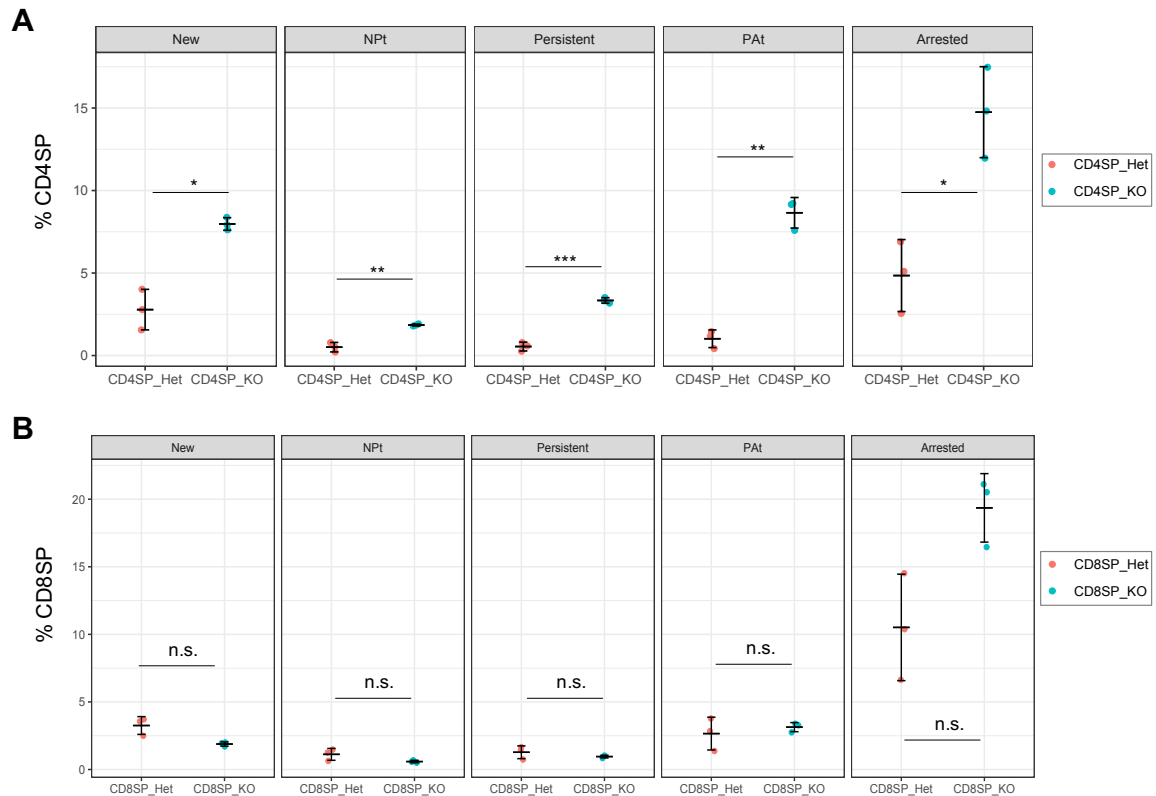 A
New NPt Persistent PAt Arrested
% CD4SP
15
10
5
0
* ** *** ** *
CD4SP_Het CD4SP_KO CD4SP_Het CD4SP_KO CD4SP_Het CD4SP_KO CD4SP_Het CD4SP_KO CD4SP_Het CD4SP_KO
CD4SP_Het
CD4SP_KO
B
New NPt Persistent PAt Arrested
% CD8SP
20
15
10
5
0
n.s. n.s. n.s. n.s. n.s.
CD8SP_Het CD8SP_KO CD8SP_Het CD8SP_KO CD8SP_Het CD8SP_KO CD8SP_Het CD8SP_KO CD8SP_Het CD8SP_KO
CD8SP_Het
CD8SP_KO